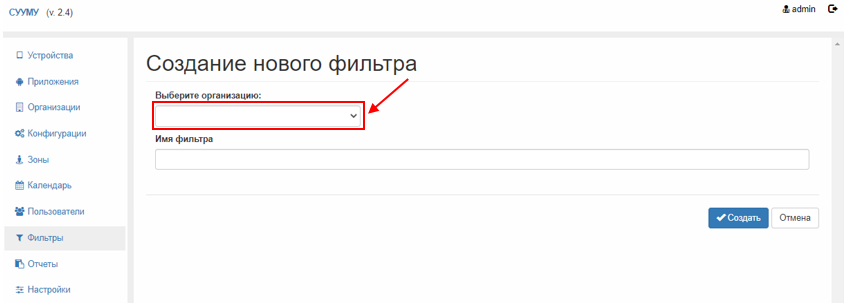 СУУМУ (v. 2.4)
admin
Устройства
Приложения
Организации
Конфигурации
Зоны
Календарь
Пользователи
Фильтры
Отчеты
Настройки
Создание нового фильтра
Выберите организацию:
Имя фильтра
Создать
Отмена